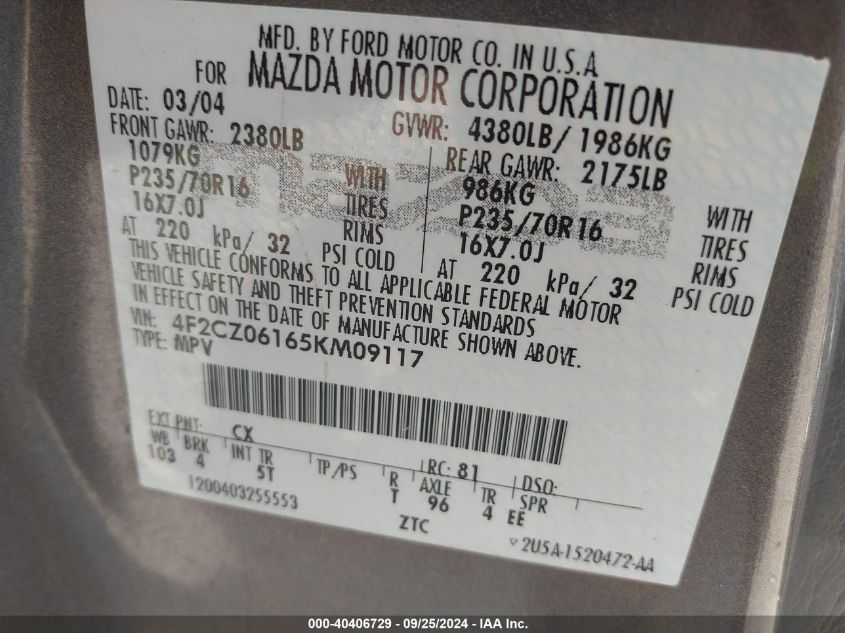 MFD. BY FORD MOTOR CO. IN U.S.A
FOR MAZDA MOTOR CORPORATION
DATE: 03/04 GVWR: 4380LB/ 1986KG
FRONT GAWR: 2380LB REAR GAWR: 2175LB
1079KG WITH 986KG WITH
P235/70R16 TIRES P235/70R16 TIRES
16X7.0J RIMS 16X7.0J RIMS
AT 220 kPa/ 32 PSI COLD AT 220 kPa/ 32 PSI COLD
THIS VEHICLE CONFORMS TO ALL APPLICABLE FEDERAL MOTOR
VEHICLE SAFETY AND THEFT PREVENTION STANDARDS
IN EFFECT ON THE DATE OF MANUFACTURE SHOWN ABOVE.
VIN: 4F2CZ06165KM09117
TYPE: MPV
mazda
EXT PNT: CX RC: 81 DSO:
WB BRK INT TR TP/PS R AXLE TR SPR
103 4 5T T 96 4 EE
1200403255553 ZTC
2U5A-1520472-AA
000-40406729 - 09/25/2024 - IAA Inc.